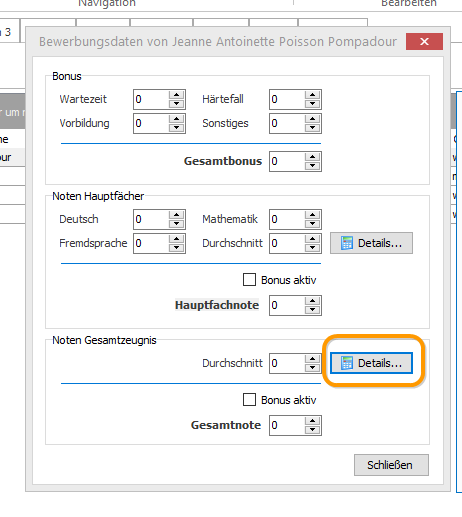 Navigation
Bearbeiten
3
Bewerbungsdaten von Jeanne Antoinette Poisson Pompadour
Bonus
Wartezeit 0 Härtefall 0
Vorbildung 0 Sonstiges 0
Gesamtbonus 0
Noten Hauptfächer
Deutsch 0 Mathematik 0
Fremdsprache 0 Durchschnitt 0 Details...
Bonus aktiv
Hauptfachnote 0
Noten Gesamtzeugnis
Durchschnitt 0 Details...
Bonus aktiv
Gesamtnote 0
Schließen